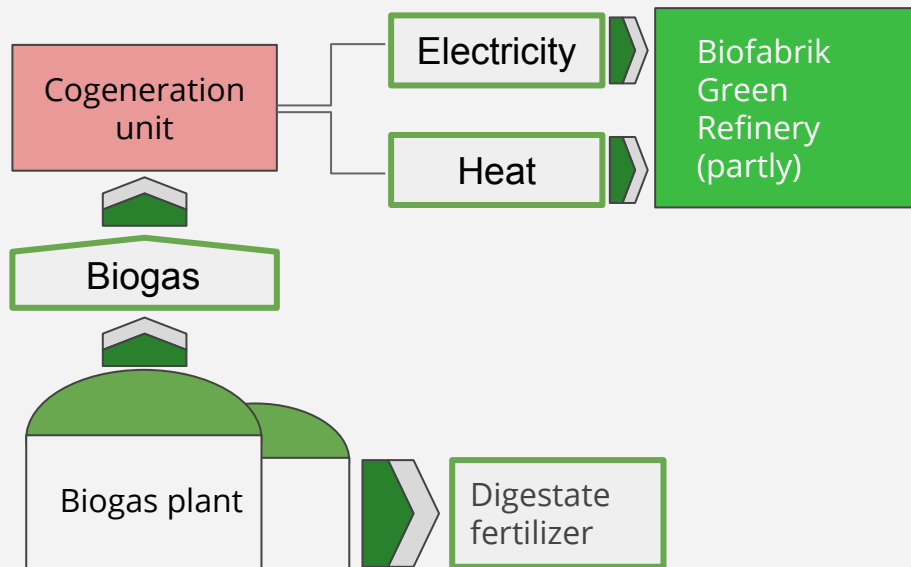 Electricity
Biofabrik
Green
Refinery
(partly)
Cogeneration
unit
Heat
Biogas
Biogas plant
Digestate
fertilizer